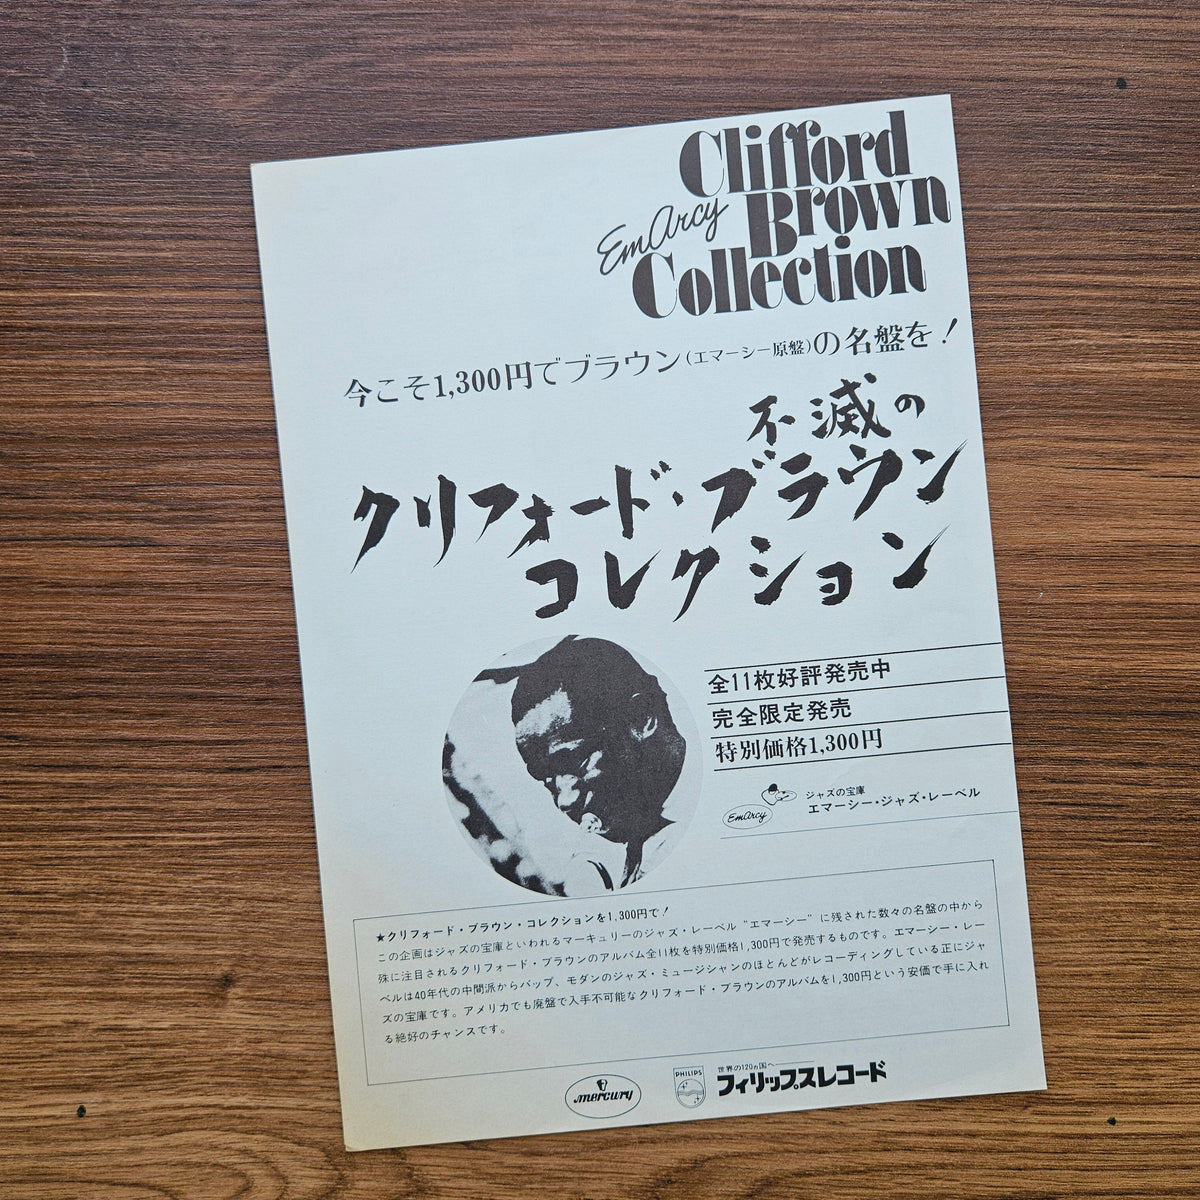 Clifford
Brown
EmArcy
Collection
今こそ1,300円でブラウン(エマーシー原盤)の名盤を!
不滅の
クリフォード・ブラウン
コレクション
全11枚好評発売中
完全限定発売
特別価格1,300円
EmArcy
ジャズの宝庫
エマーシー・ジャズ・レーベル
★クリフォード・ブラウン・コレクションを1,300円で!
この企画はジャズの宝庫といわれるマーキュリーのジャズ・レーベル“エマーシー”に残された数々の名盤の中から
殊に注目されるクリフォード・ブラウンのアルバム全11枚を特別価格1,300円で発売するものです。エマーシー・レー
ベルは40年代の中間派からバップ、モダンのジャズ・ミュージシャンのほとんどがレコーディングしている正にジャ
ズの宝庫です。アメリカでも廃盤で入手不可能なクリフォード・ブラウンのアルバムを1,300円という安価で手に入れ
る絶好のチャンスです。
mercury
PHILIPS
世界の120ヵ国へ
フィリップスレコード